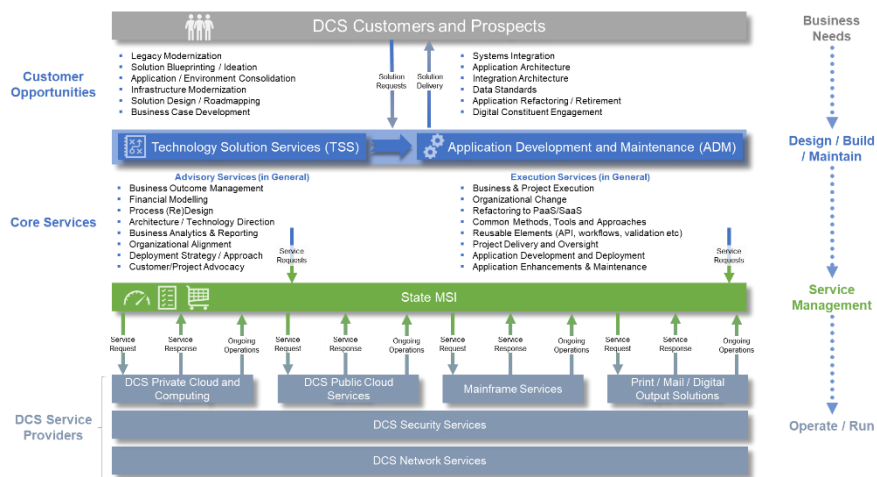 DCS Customers and Prospects
Business
Needs
Customer
Opportunities
Legacy Modernization
Solution Blueprinting / Ideation
Application / Environment Consolidation
Infrastructure Modernization
Solution Design / Roadmapping
Business Case Development
Solution
Requests
Solution
Delivery
Systems Integration
Application Architecture
Integration Architecture
Data Standards
Application Refactoring / Retirement
Digital Constituent Engagement
Technology Solution Services (TSS)
Application Development and Maintenance (ADM)
Design / Build
/ Maintain
Core Services
Advisory Services (in General)
Business Outcome Management
Financial Modelling
Process (Re)Design
Architecture / Technology Direction
Business Analytics & Reporting
Organizational Alignment
Deployment Strategy / Approach
Customer/Project Advocacy
Service
Requests
Execution Services (in General)
Business & Project Execution
Organizational Change
Refactoring to PaaS/SaaS
Common Methods, Tools and Approaches
Reusable Elements (API, workflows, validation etc)
Project Delivery and Oversight
Application Development and Deployment
Application Enhancements & Maintenance
Service
Requests
State MSI
Service
Management
Service
Request
Service
Response
Ongoing
Operations
Service
Request
Service
Response
Ongoing
Operations
Service
Request
Service
Response
Ongoing
Operations
Service
Request
Service
Response
Ongoing
Operations
DCS Service
Providers
DCS Private Cloud and
Computing
DCS Public Cloud
Services
Mainframe Services
Print / Mail / Digital
Output Solutions
DCS Security Services
DCS Network Services
Operate / Run